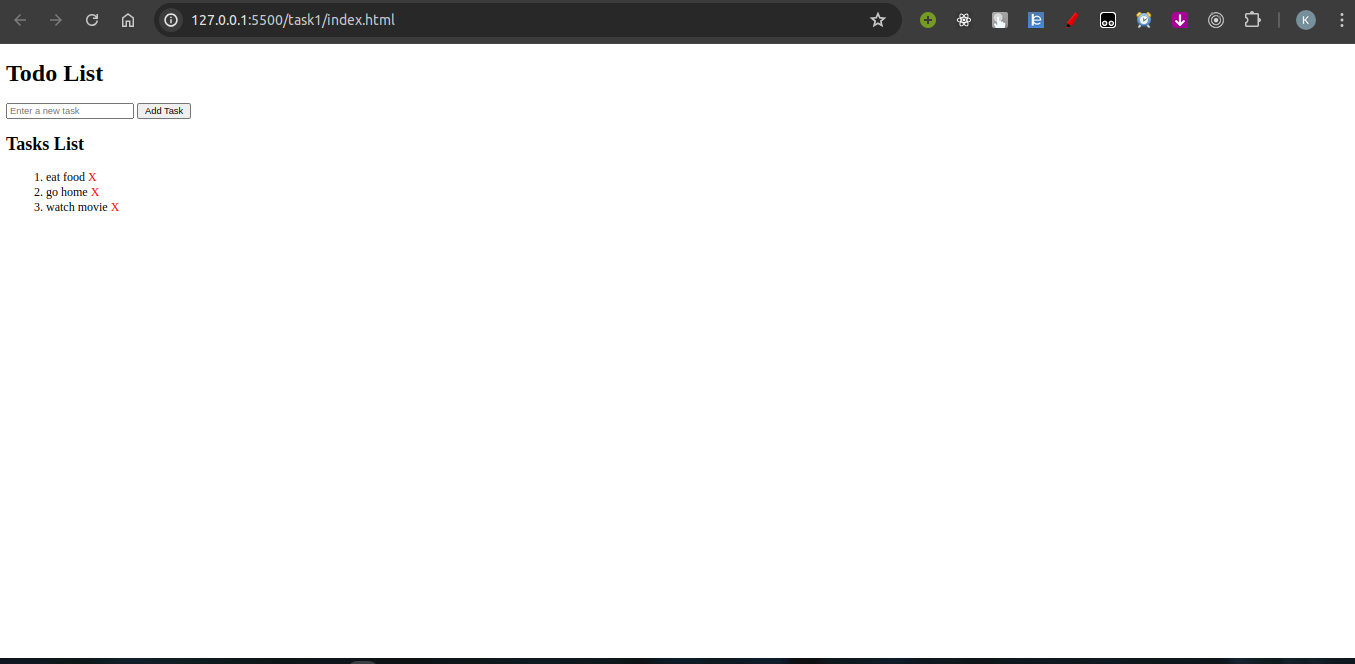 127.0.0.1:5500/task1/index.html
K
Todo List
Enter a new task Add Task
Tasks List
1. eat food X
2. go home X
3. watch movie X